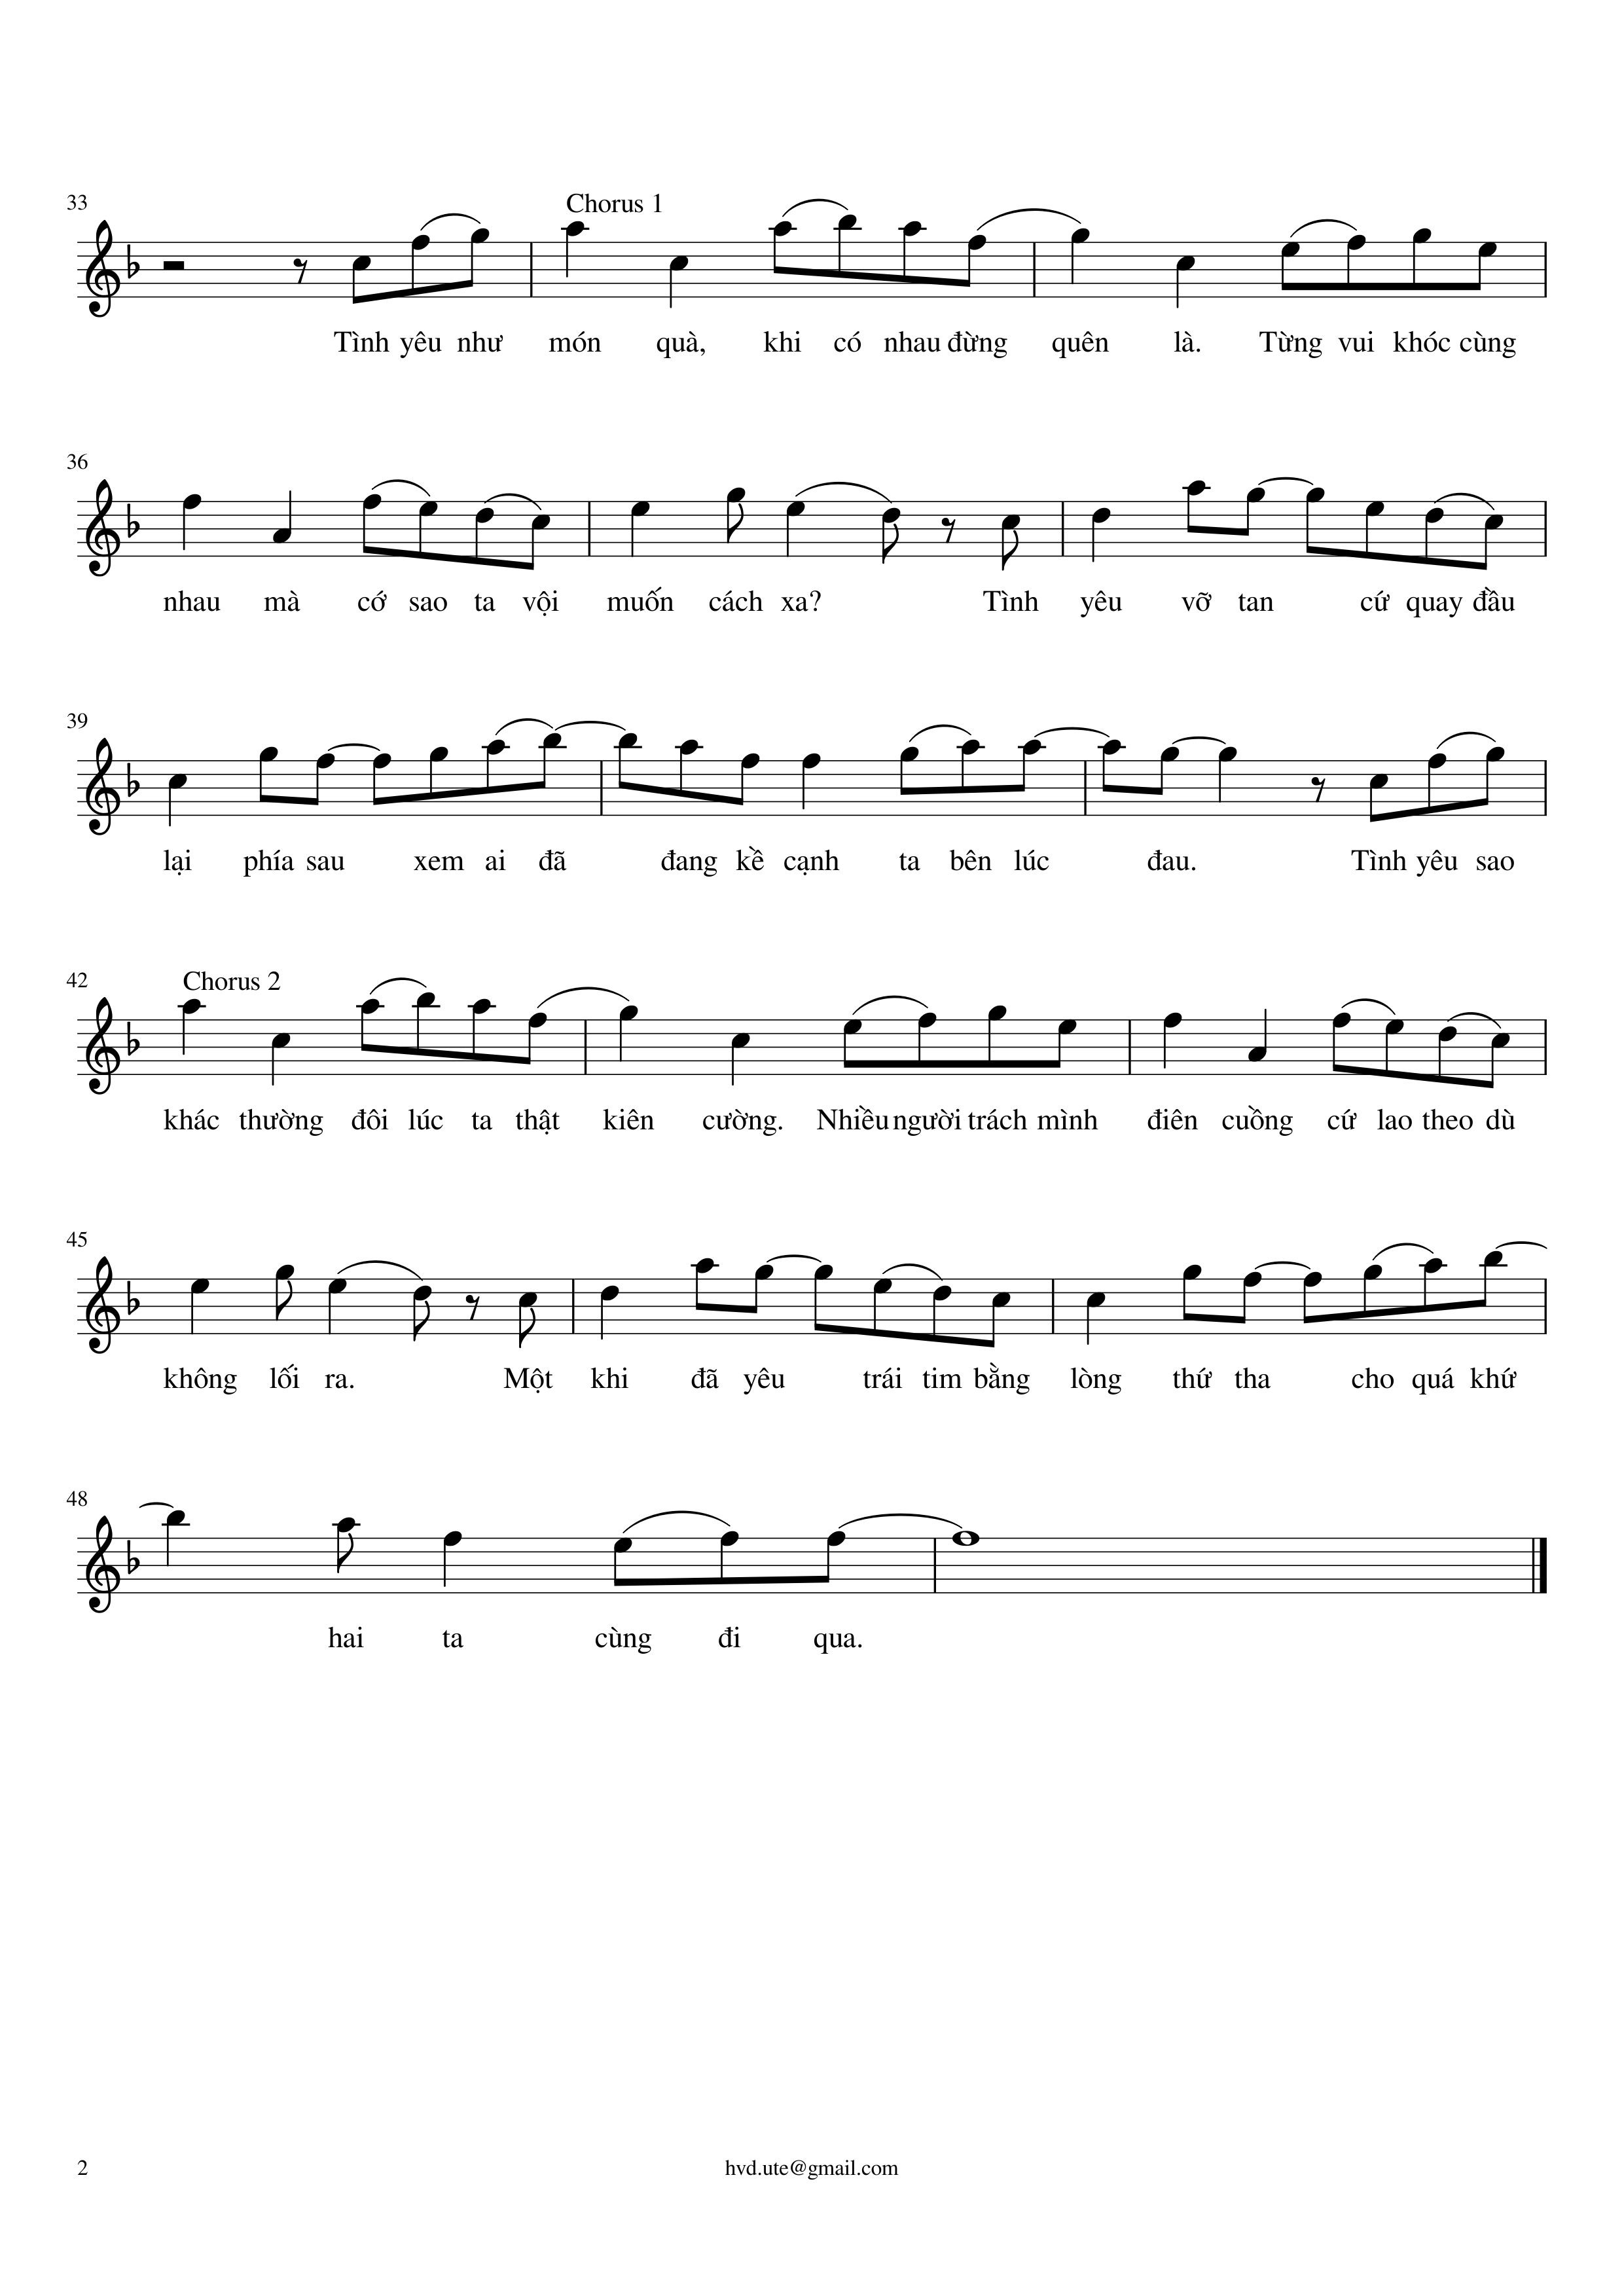 33
Chorus 1
Tình yêu như món quà, khi có nhau đừng quên là. Từng vui khóc cùng
36
nhau mà cớ sao ta vội muốn cách xa? Tình yêu vỡ tan cứ quay đầu
39
lại phía sau xem ai đã đang kề cạnh ta bên lúc đau. Tình yêu sao
42
Chorus 2
khác thường đôi lúc ta thật kiên cường. Nhiều người trách mình điên cuồng cứ lao theo dù
45
không lối ra. Một khi đã yêu trái tim bằng lòng thứ tha cho quá khứ
48
hai ta cùng đi qua.
2
hvd.ute@gmail.com